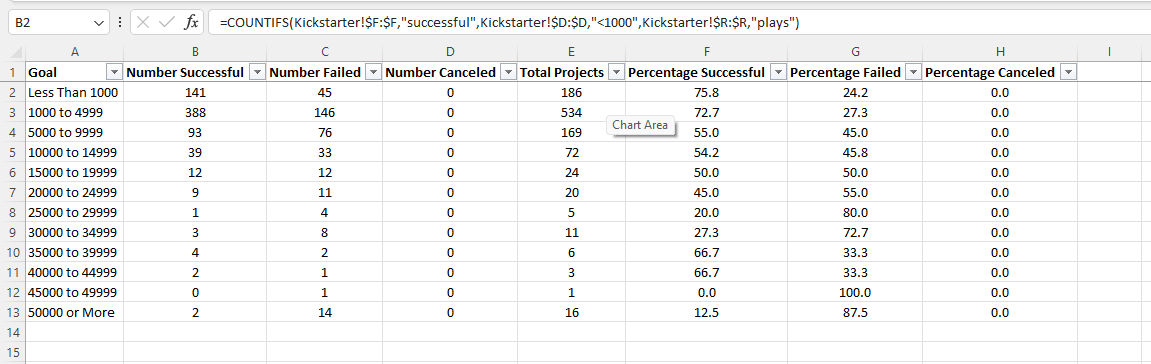 B2 fx =COUNTIFS(Kickstarter!$F:$F,"successful",Kickstarter!$D:$D,"<1000",Kickstarter!$R:$R,"plays")
A B C D E F G H I
1 Goal Number Successful Number Failed Number Canceled Total Projects Percentage Successful Percentage Failed Percentage Canceled
2 Less Than 1000 141 45 0 186 75.8 24.2 0.0
3 1000 to 4999 388 146 0 534 72.7 27.3 0.0
Chart Area
4 5000 to 9999 93 76 0 169 55.0 45.0 0.0
5 10000 to 14999 39 33 0 72 54.2 45.8 0.0
6 15000 to 19999 12 12 0 24 50.0 50.0 0.0
7 20000 to 24999 9 11 0 20 45.0 55.0 0.0
8 25000 to 29999 1 4 0 5 20.0 80.0 0.0
9 30000 to 34999 3 8 0 11 27.3 72.7 0.0
10 35000 to 39999 4 2 0 6 66.7 33.3 0.0
11 40000 to 44999 2 1 0 3 66.7 33.3 0.0
12 45000 to 49999 0 1 0 1 0.0 100.0 0.0
13 50000 or More 2 14 0 16 12.5 87.5 0.0
14
15